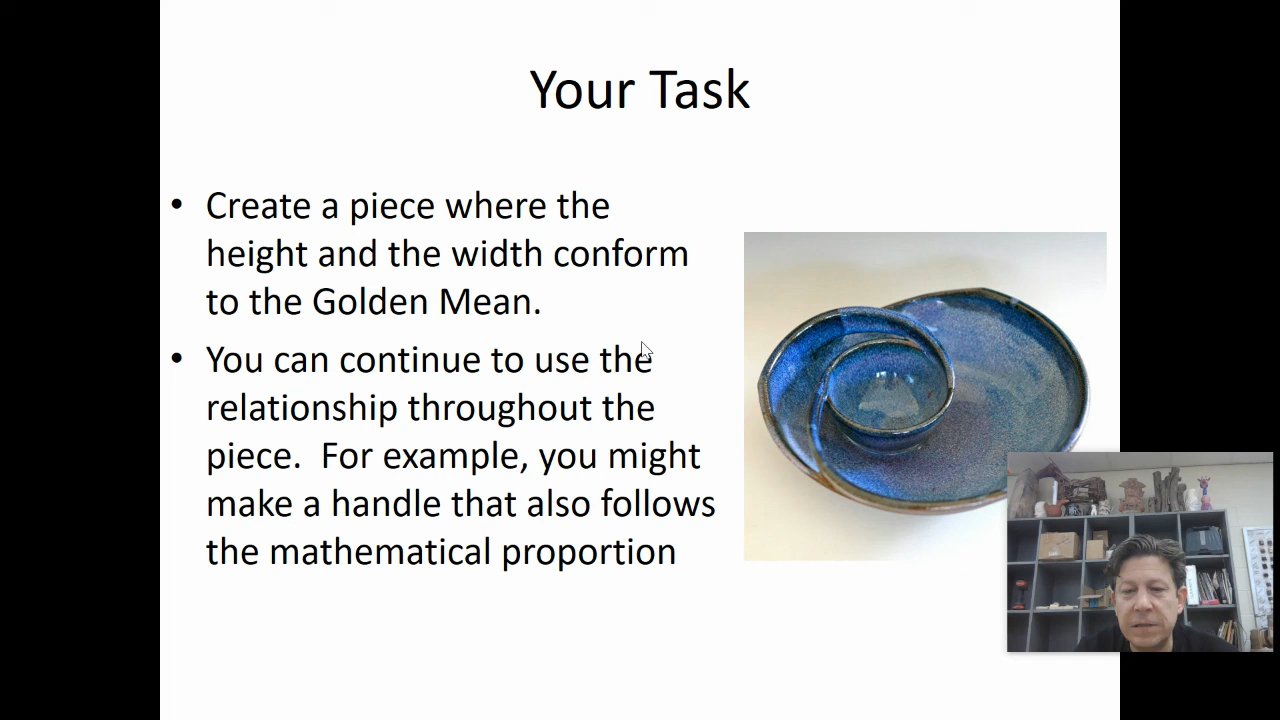 Your Task
• Create a piece where the
height and the width conform
to the Golden Mean.
• You can continue to use the
relationship throughout the
piece.  For example, you might
make a handle that also follows
the mathematical proportion